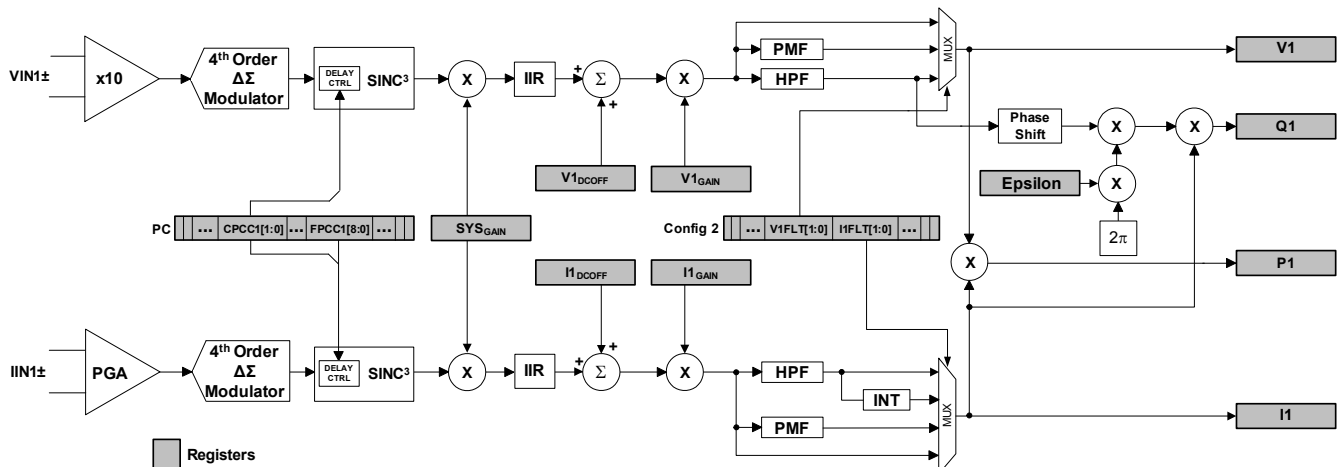 VIN1±
x10
4th Order
ΔΣ
Modulator
DELAY
CTRL
SINC3
X
IIR
+
Σ
+
X
PMF
HPF
MUX
V1
Phase
Shift
X
X
Q1
V1DCOFF
V1GAIN
Epsilon
X
2π
PC
... CPCC1[1:0] ... FPCC1[8:0] ...
SYSGAIN
Config 2
... V1FLT[1:0] I1FLT[1:0] ...
I1DCOFF
I1GAIN
X
P1
IIN1±
PGA
4th Order
ΔΣ
Modulator
DELAY
CTRL
SINC3
X
IIR
+
+
Σ
X
HPF
INT
PMF
MUX
I1
Registers